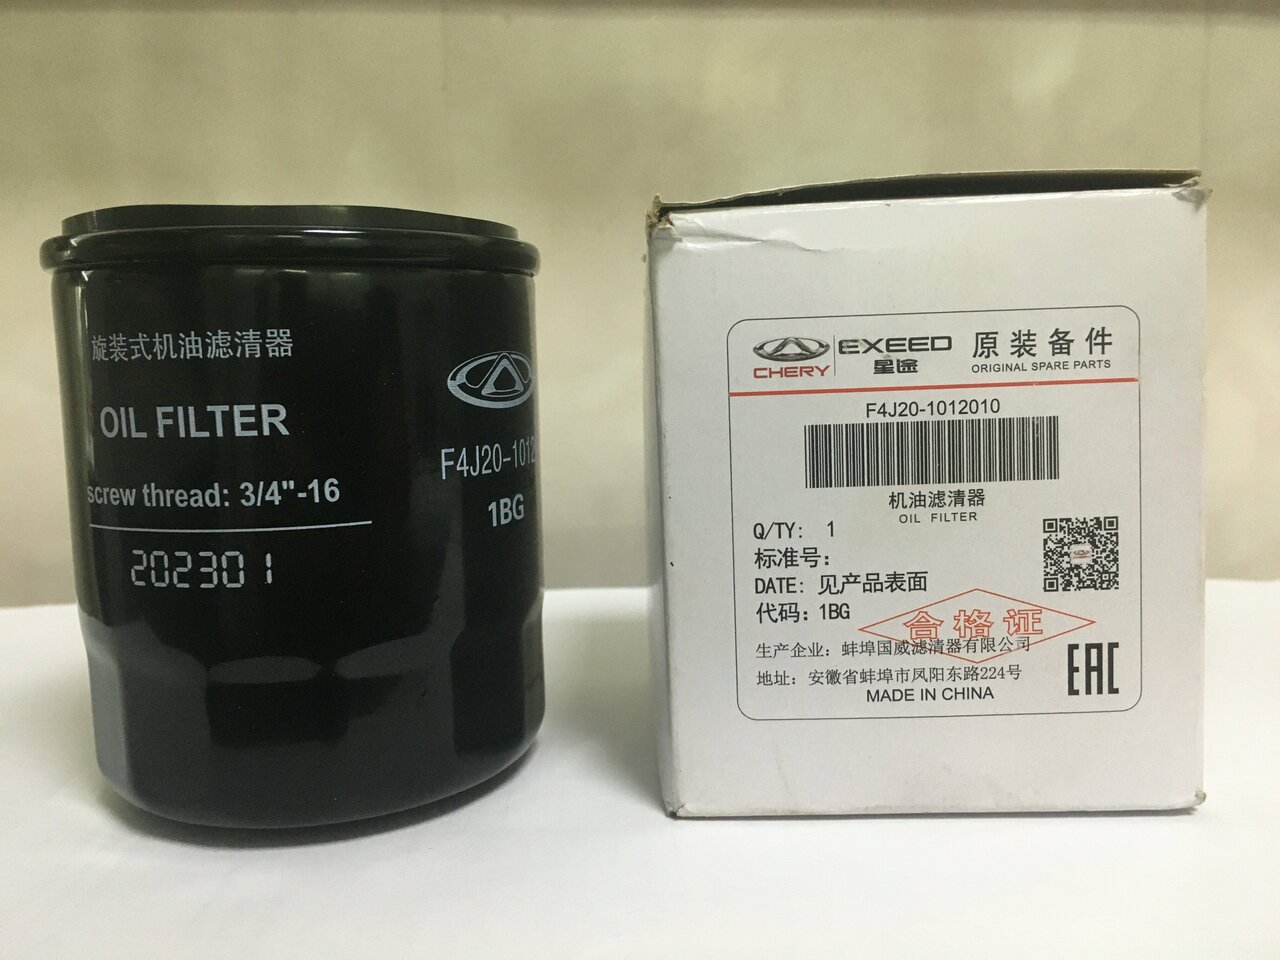 旋装式机油滤清器
OIL FILTER
screw thread: 3/4"-16
202301
F4J20-1012
1BG
CHERY
EXEED
星途
原装备件
ORIGINAL SPARE PARTS
F4J20-1012010
机油滤清器
OIL FILTER
Q/TY: 1
标准号:
DATE: 见产品表面
代码: 1BG
合格证
生产企业: 蚌埠国威滤清器有限公司
地址: 安徽省蚌埠市凤阳东路224号
MADE IN CHINA
EAC